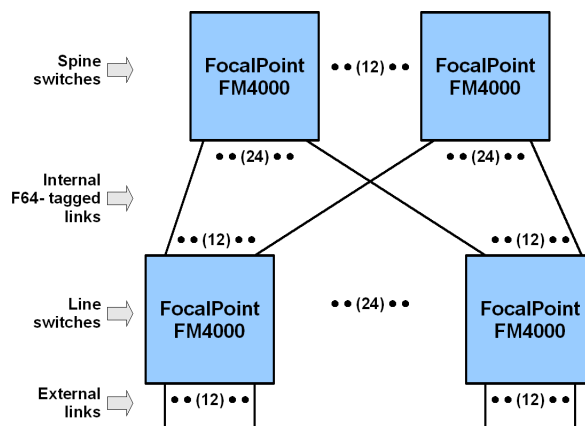 Spine
switches
FocalPoint
FM4000
•• (12) ••
FocalPoint
FM4000
•• (24) ••
•• (24) ••
Internal
F64- tagged
links
•• (12) ••
•• (12) ••
Line
switches
FocalPoint
FM4000
•• (24) ••
FocalPoint
FM4000
External
links
•• (12) ••
•• (12) ••